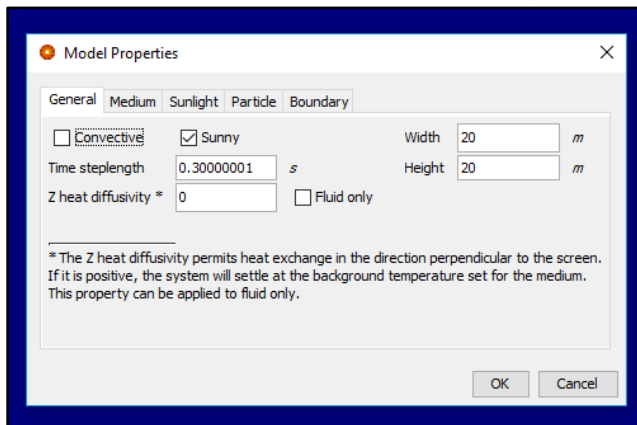 Model Properties
General Medium Sunlight Particle Boundary
Convective Sunny Width 20 m
Time steplength 0.30000001 s Height 20 m
Z heat diffusivity * 0 Fluid only
* The Z heat diffusivity permits heat exchange in the direction perpendicular to the screen.
If it is positive, the system will settle at the background temperature set for the medium.
This property can be applied to fluid only.
OK Cancel